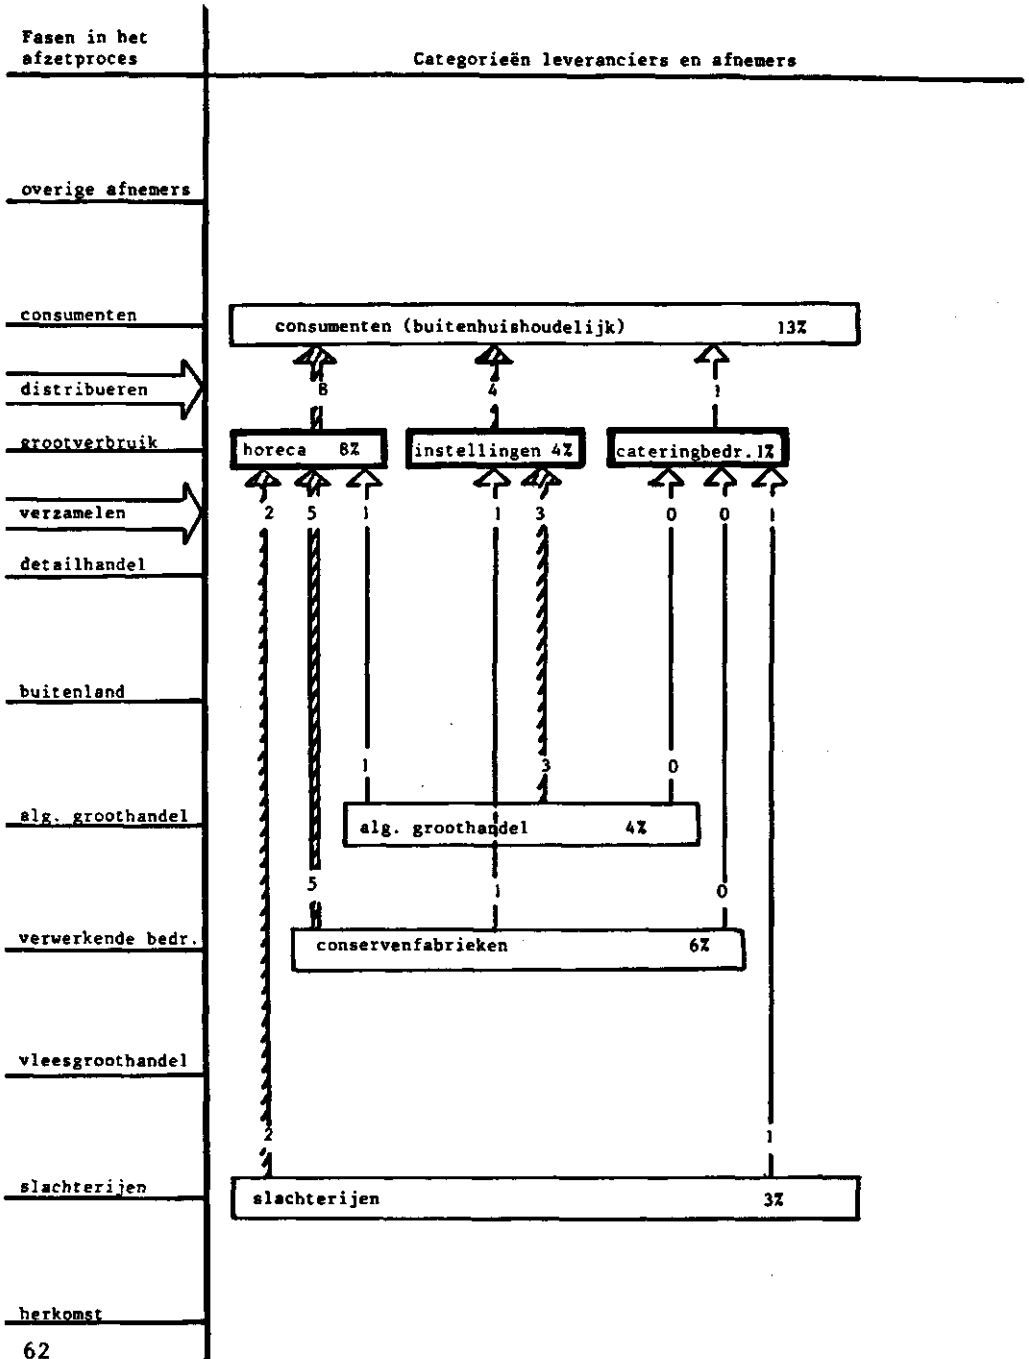 Fasen in het
afzetproces
Categorieën leveranciers en afnemers
overige afnemers
consumenten
consumenten (buitenhuishoudelijk) 13%
distribueren
8 4 1
grootverbruik
horeca 8% instellingen 4% cateringbedr. 1%
verzamelen
2 5 1 1 3 0 0 1
detailhandel
buitenland
1 3 0
alg. groothandel
alg. groothandel 4%
5 1 0
verwerkende bedr.
conservenfabrieken 6%
vleesgroothandel
2 1
slachterijen
slachterijen 3%
herkomst
62